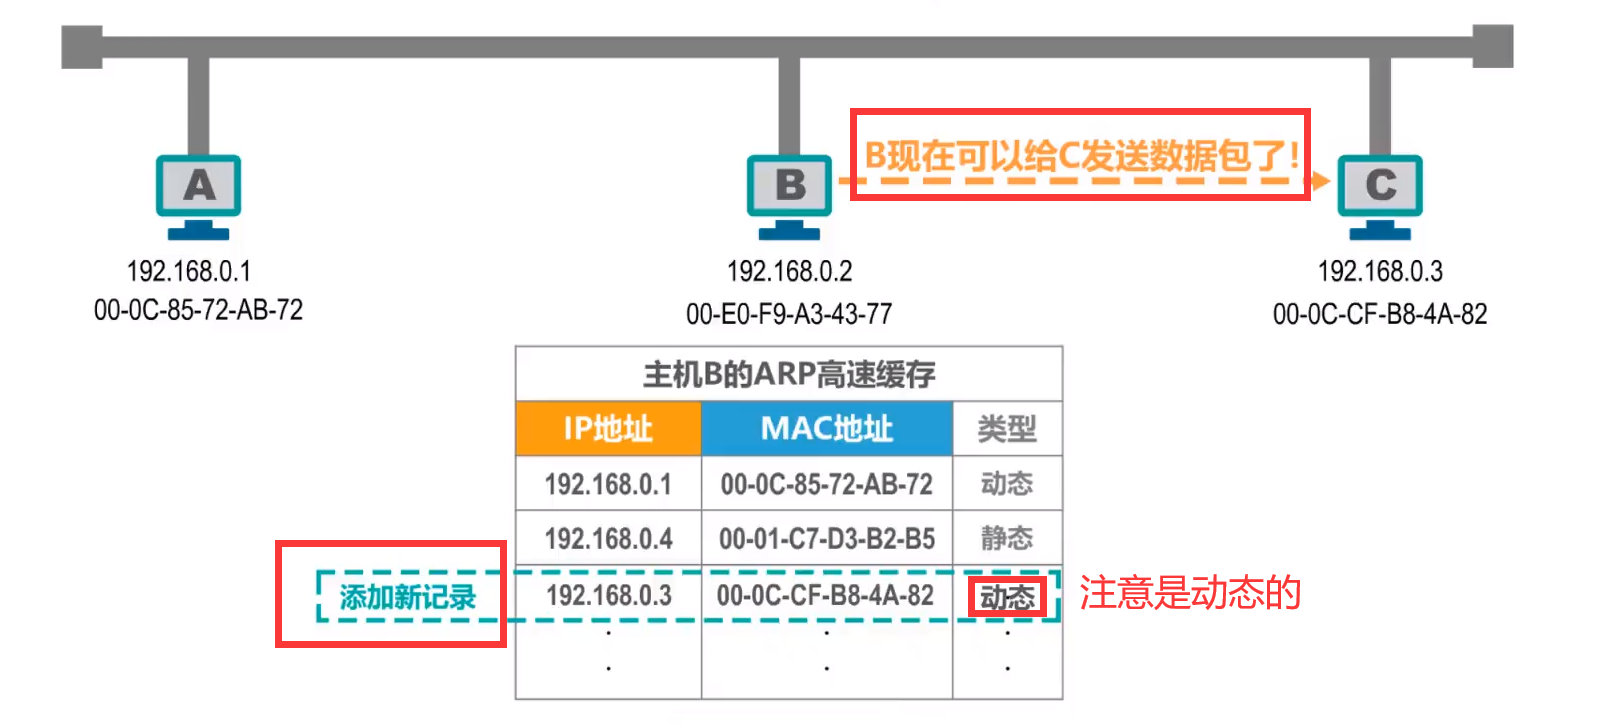 B现在可以给C发送数据包了!
A
B
C
192.168.0.1
192.168.0.2
192.168.0.3
00-0C-85-72-AB-72
00-E0-F9-A3-43-77
00-0C-CF-B8-4A-82
主机B的ARP高速缓存
IP地址 MAC地址 类型
192.168.0.1 00-0C-85-72-AB-72 动态
192.168.0.4 00-01-C7-D3-B2-B5 静态
添加新记录 192.168.0.3 00-0C-CF-B8-4A-82 动态 注意是动态的